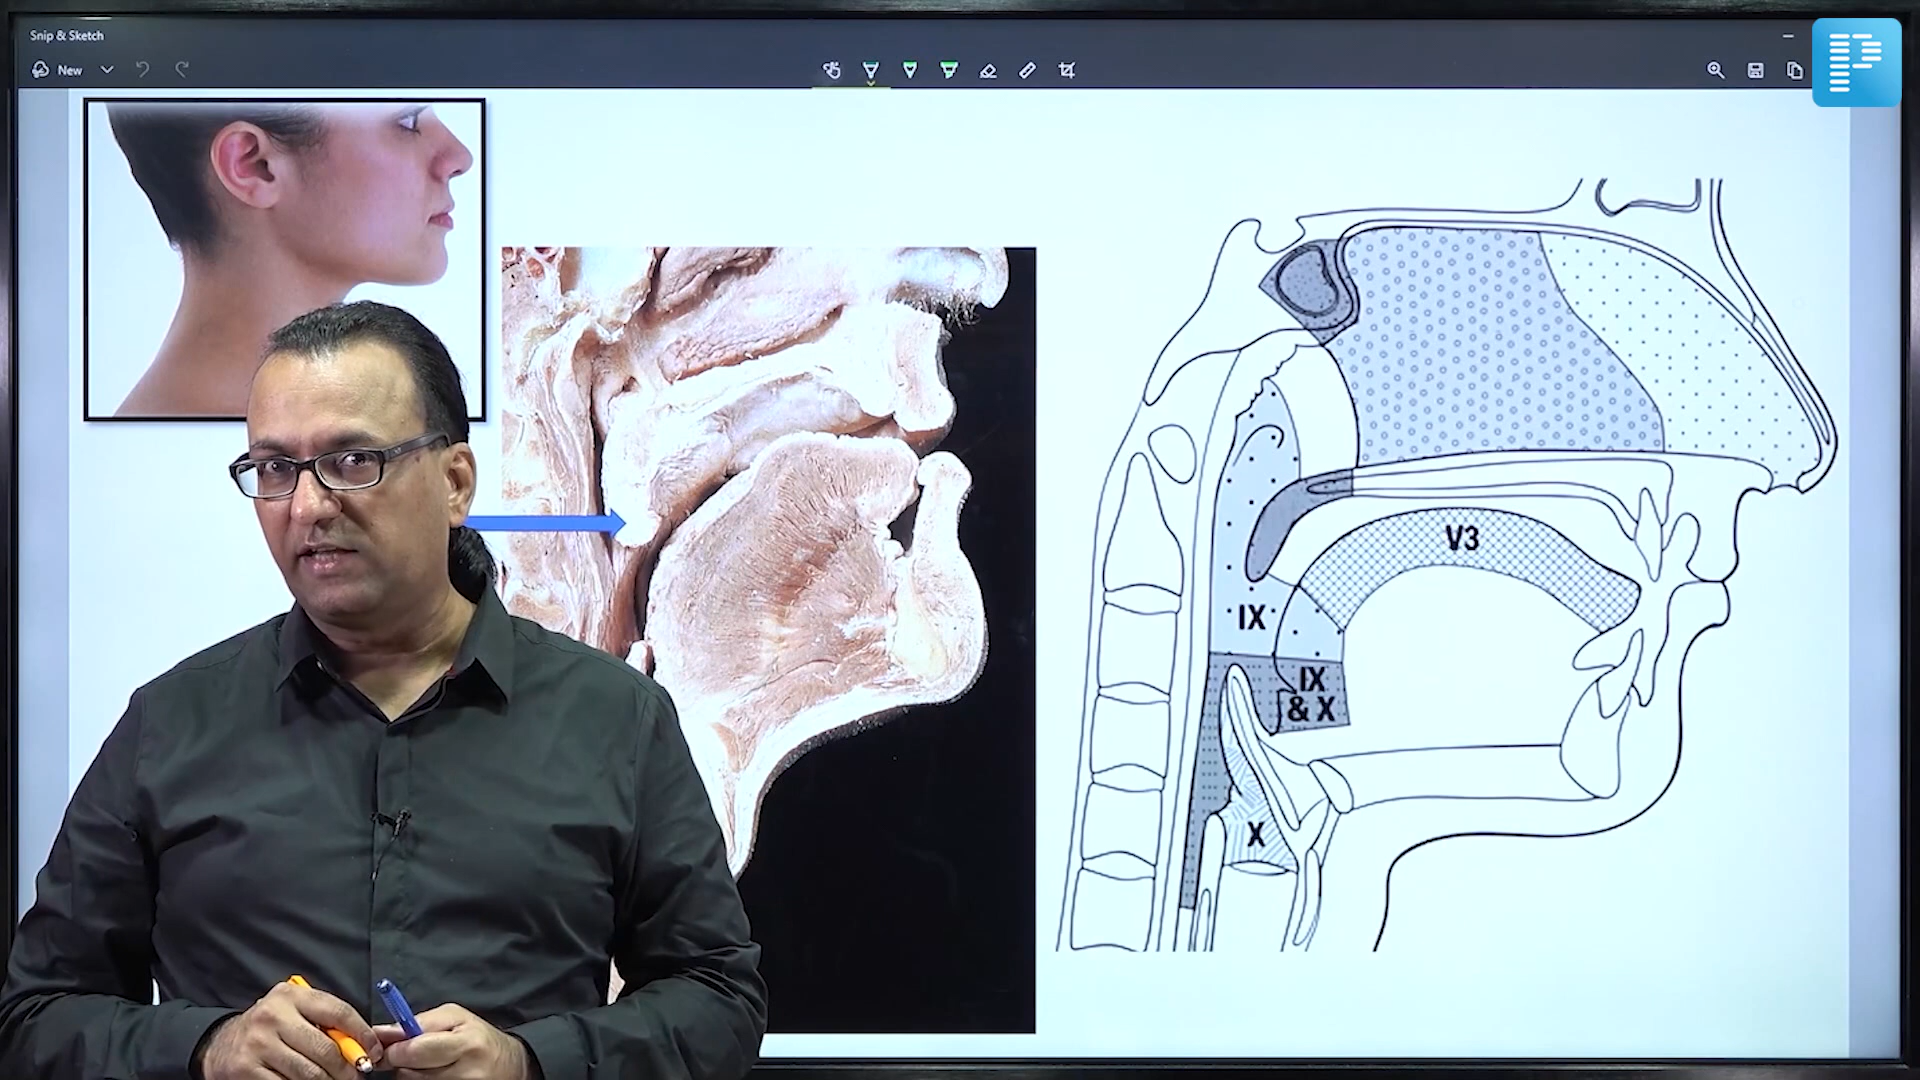 Snip & Sketch
New
V3
IX
IX
& X
X